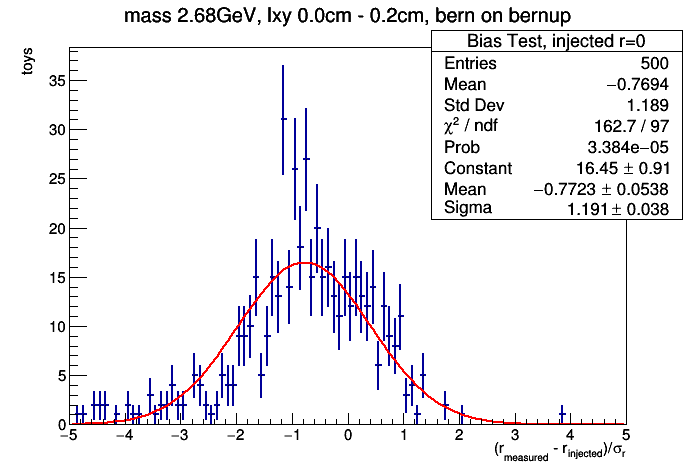 mass 2.68GeV, lxy 0.0cm - 0.2cm, bern on bernup
Bias Test, injected r=0
Entries 500
Mean −0.7694
Std Dev 1.189
χ² / ndf 162.7 / 97
Prob 3.384e−05
Constant 16.45 ± 0.91
Mean −0.7723 ± 0.0538
Sigma 1.191 ± 0.038
toys
35
30
25
20
15
10
5
0
−5 −4 −3 −2 −1 0 1 2 3 4 5
(r_measured - r_injected)/σ_r